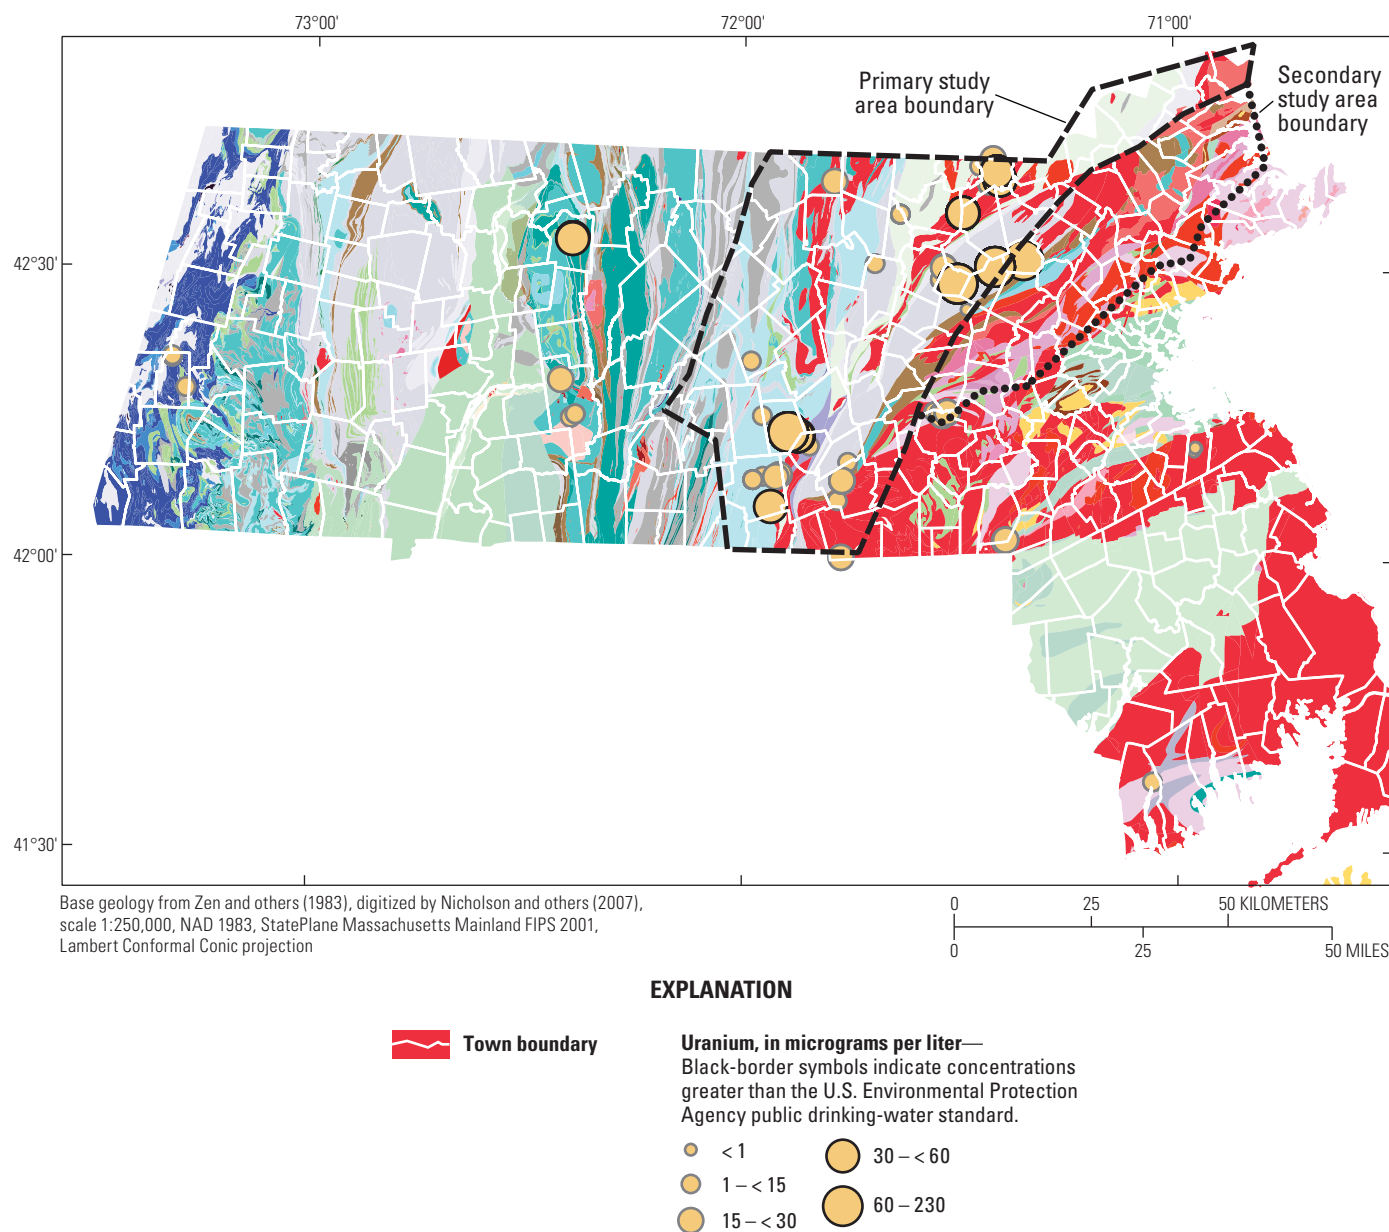 73°00'
72°00'
71°00'
Primary study
area boundary
Secondary
study area
boundary
42°30'
42°00'
41°30'
Base geology from Zen and others (1983), digitized by Nicholson and others (2007),
scale 1:250,000, NAD 1983, StatePlane Massachusetts Mainland FIPS 2001,
Lambert Conformal Conic projection
0 25 50 KILOMETERS
0 25 50 MILES
EXPLANATION
Town boundary
Uranium, in micrograms per liter—
Black-border symbols indicate concentrations
greater than the U.S. Environmental Protection
Agency public drinking-water standard.
< 1
1 – < 15
15 – < 30
30 – < 60
60 – 230